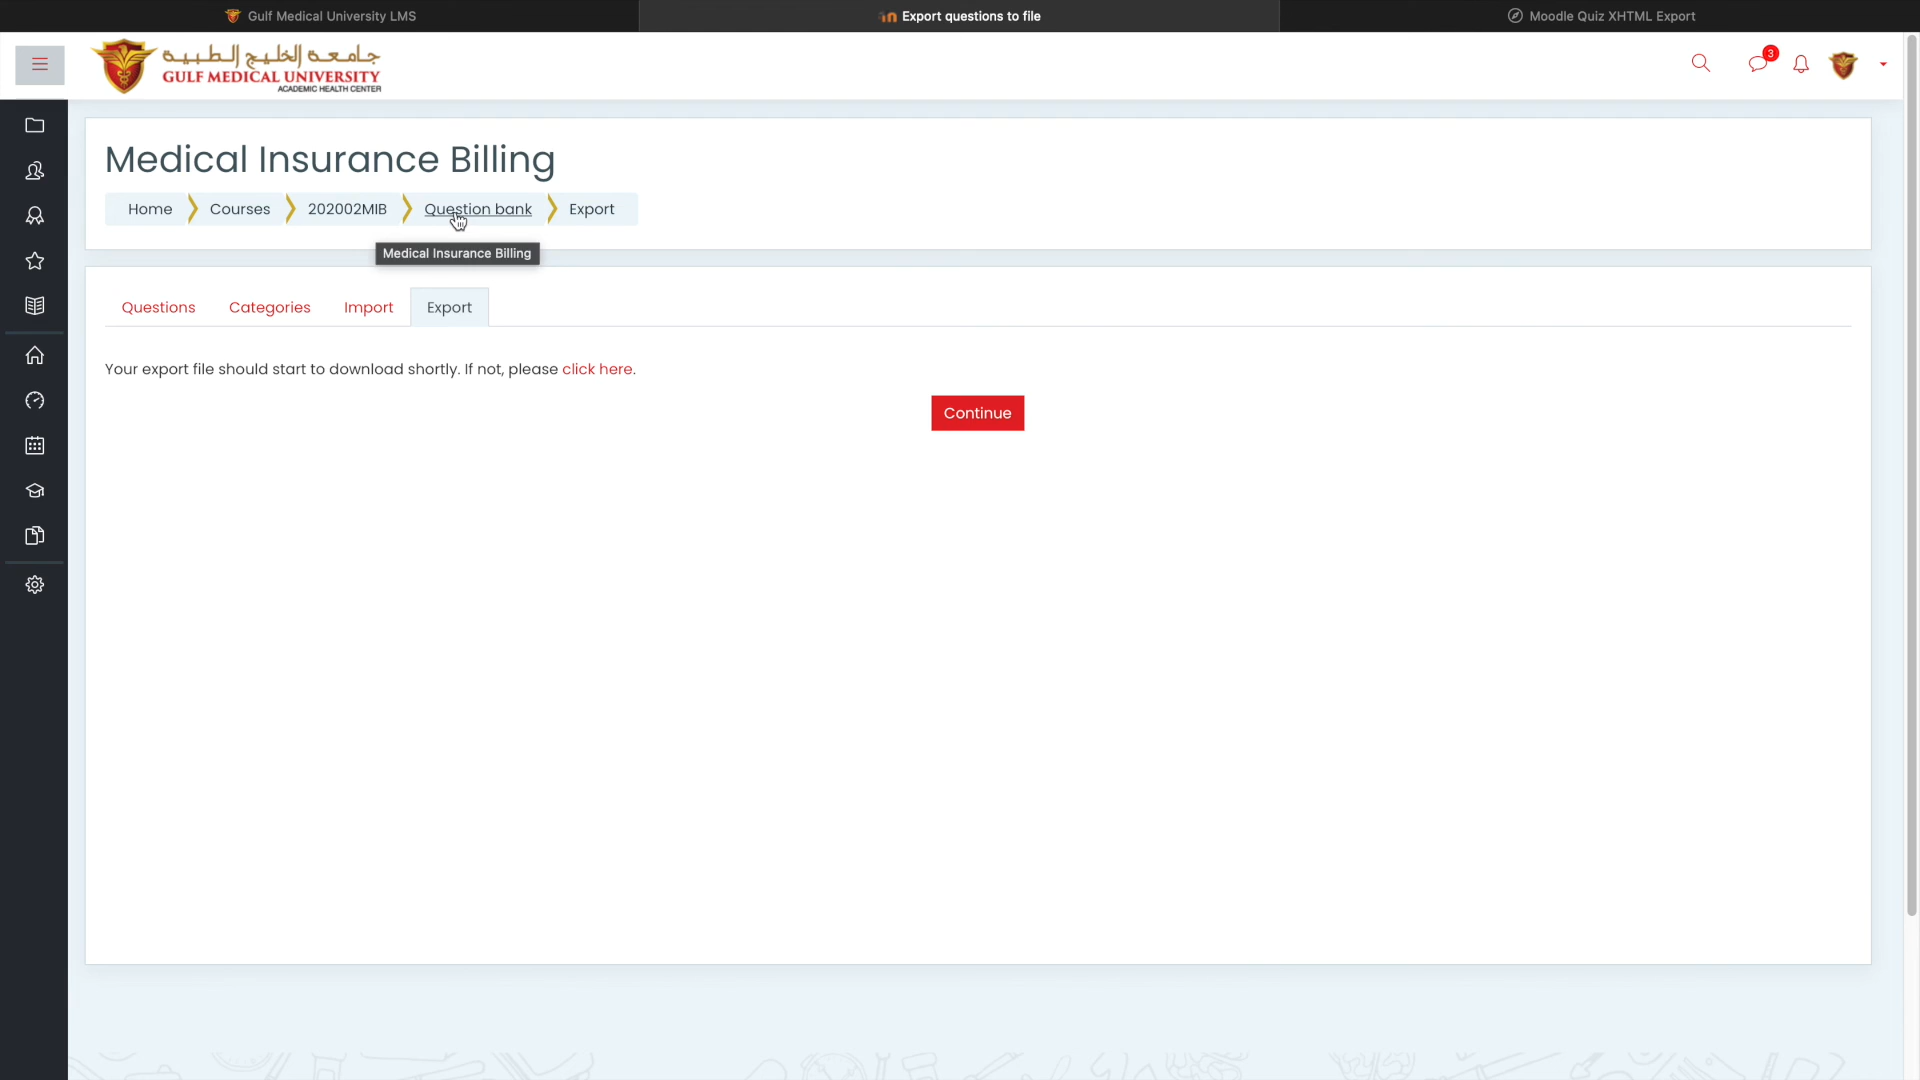 Gulf Medical University LMS
Export questions to file
Moodle Quiz XHTML Export
جامعة الخليج الطبية
GULF MEDICAL UNIVERSITY
ACADEMIC HEALTH CENTER
3
Medical Insurance Billing
Home Courses 202002MIB Question bank Export
Medical Insurance Billing
Questions Categories Import Export
Your export file should start to download shortly. If not, please click here.
Continue